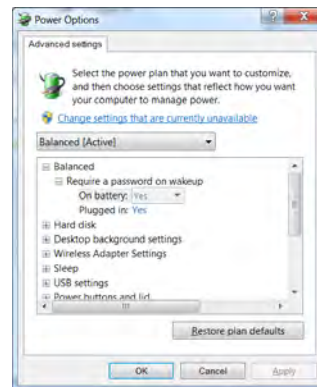 Power Options
Advanced settings
Select the power plan that you want to customize,
and then choose settings that reflect how you want
your computer to manage power.
Change settings that are currently unavailable
Balanced [Active]
Balanced
Require a password on wakeup
On battery: Yes
Plugged in: Yes
Hard disk
Desktop background settings
Wireless Adapter Settings
Sleep
USB settings
Power buttons and lid
Restore plan defaults
OK
Cancel
Apply